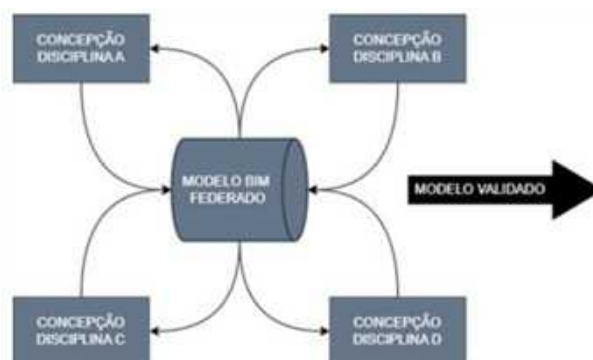 CONCEPÇÃO
DISCIPLINA A
CONCEPÇÃO
DISCIPLINA B
MODELO BIM
FEDERADO
MODELO VALIDADO
CONCEPÇÃO
DISCIPLINA C
CONCEPÇÃO
DISCIPLINA D